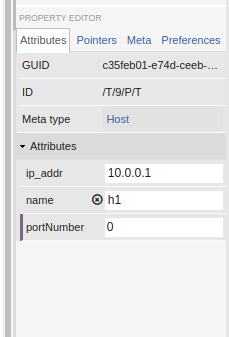 PROPERTY EDITOR
Attributes Pointers Meta Preferences
GUID c35feb01-e74d-ceeb-...
ID /T/9/P/T
Meta type Host
Attributes
ip_addr 10.0.0.1
name h1
portNumber 0